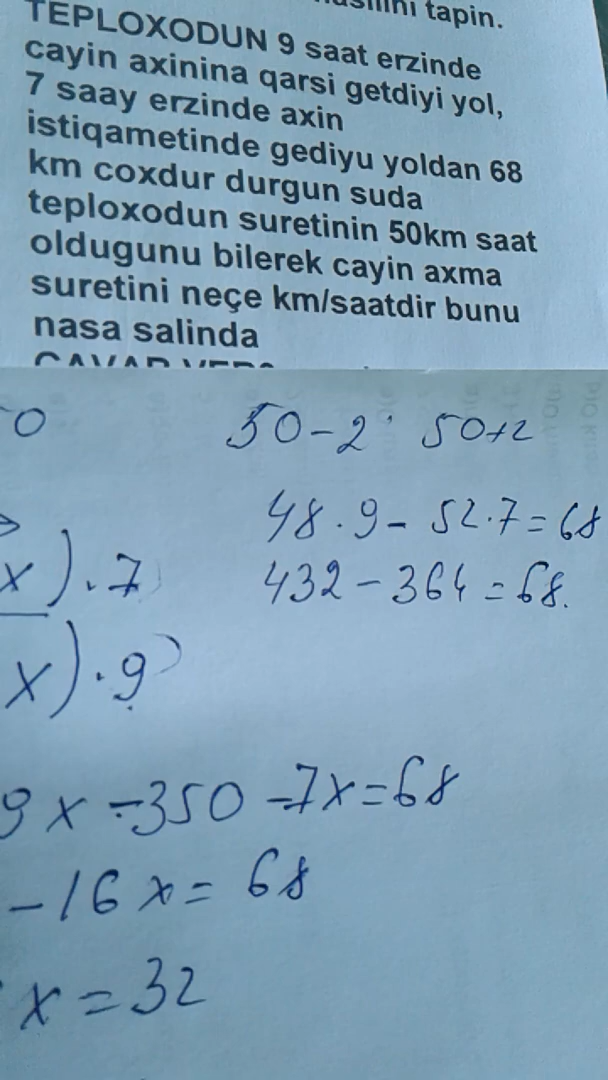 tapin.
TEPLOXODUN 9 saat erzinde
cayin axinina qarsi getdiyi yol,
7 saay erzinde axin
istiqametinde gediyu yoldan 68
km coxdur durgun suda
teploxodun suretinin 50km saat
oldugunu bilerek cayin axma
suretini neçe km/saatdir bunu
nasa salinda
50-2 50+2
48·9- 52·7=68
x).7 432-364=68.
x)·9
9x-350-7x=68
-16x=68
x=32